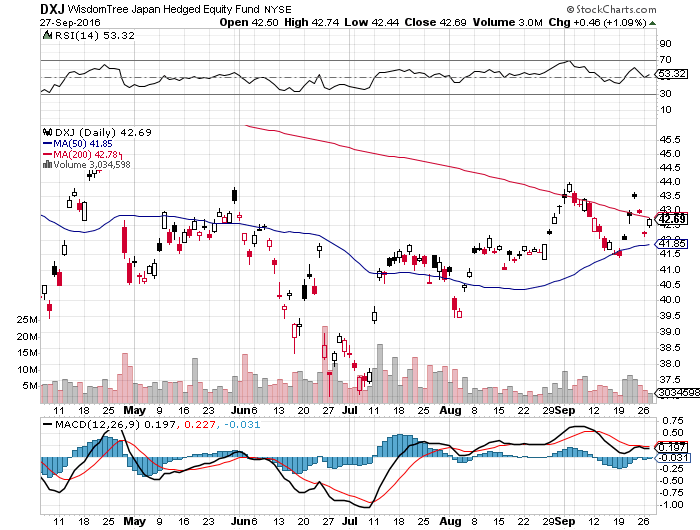 DXJ WisdomTree Japan Hedged Equity Fund NYSE
© StockCharts.com
27-Sep-2016
Open 42.50 High 42.74 Low 42.44 Close 42.69 Volume 3.0M Chg +0.46 (+1.09%)
RSI(14) 53.32
90
70
53.32
30
10
DXJ (Daily) 42.69
MA(50) 41.85
MA(200) 42.78
Volume 3,034,598
45.5
45.0
44.5
44.0
43.5
43.0
42.69
41.85
41.5
41.0
40.5
40.0
39.5
39.0
38.5
38.0
37.5
25M
20M
15M
10M
5M
3034598
11 18 25 May 9 16 23 Jun 6 13 20 27 Jul 11 18 25 Aug 8 15 22 29 Sep 12 19 26
MACD(12,26,9) 0.197, 0.227, -0.031
0.75
0.50
0.197
-0.031
-0.25
-0.50
-0.75
-1.00
11 18 25 May 9 16 23 Jun 6 13 20 27 Jul 11 18 25 Aug 8 15 22 29 Sep 12 19 26